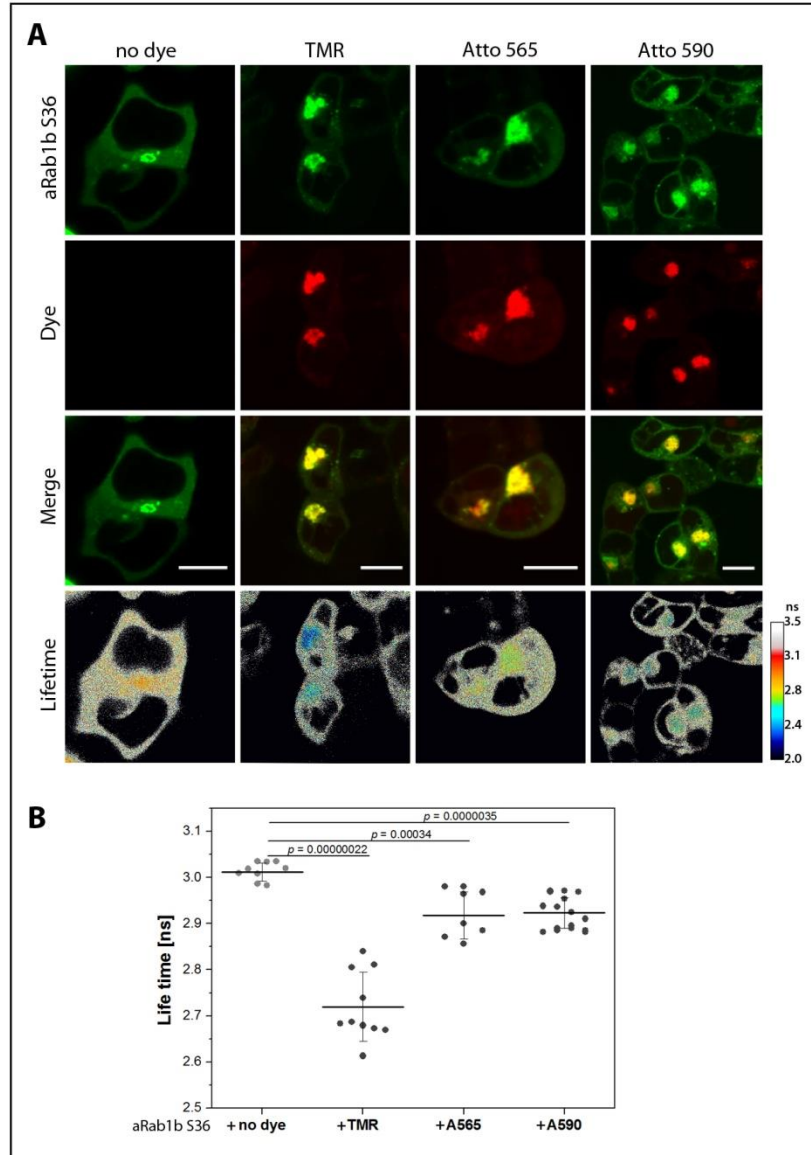 A
no dye TMR Atto 565 Atto 590
aRab1b S36
Dye
Merge
Lifetime
ns
3.5
3.1
2.8
2.4
2.0
B
p = 0.0000035
p = 0.00034
p = 0.00000022
3.1
3.0
2.9
2.8
2.7
2.6
2.5
Life time [ns]
aRab1b S36 + no dye +TMR +A565 +A590